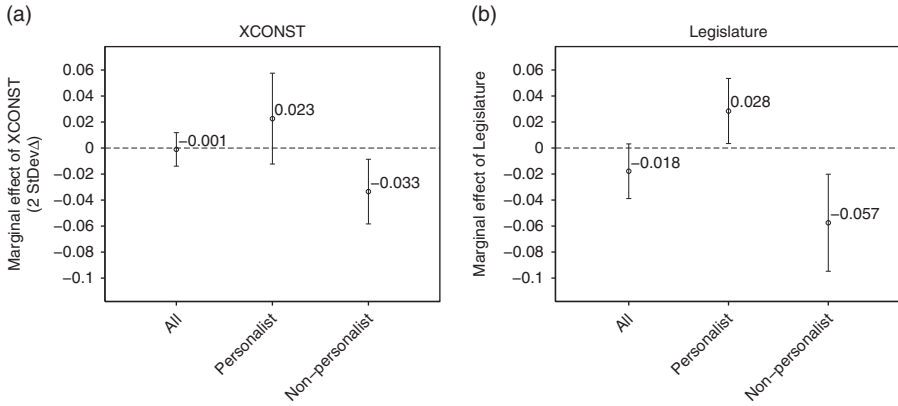 (a)
XCONST
Marginal effect of XCONST
(2 StDevΔ)
0.06
0.04
0.02
0
−0.02
−0.04
−0.06
−0.08
−0.1
−0.001
0.023
−0.033
All
Personalist
Non−personalist
(b)
Legislature
Marginal effect of Legislature
0.06
0.04
0.02
0
−0.02
−0.04
−0.06
−0.08
−0.1
−0.018
0.028
−0.057
All
Personalist
Non−personalist